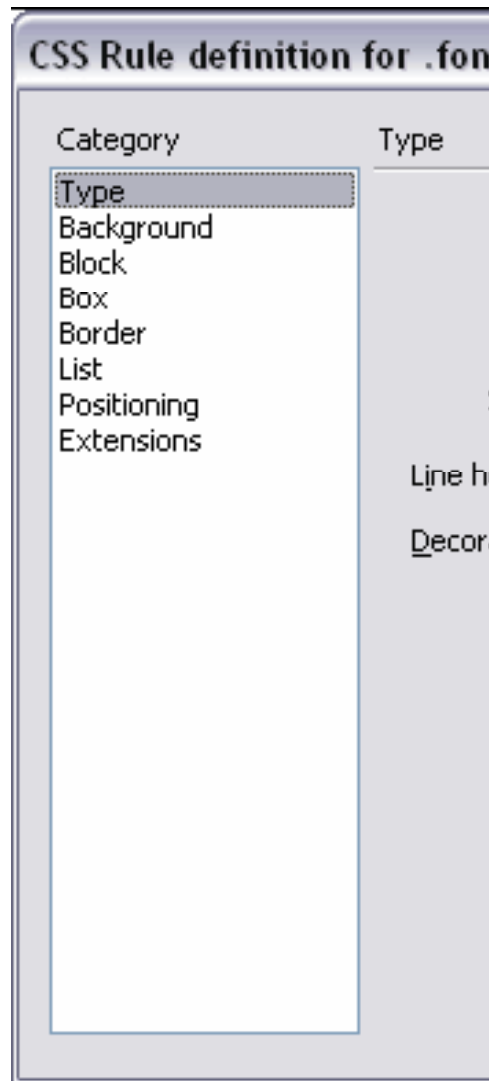 CSS Rule definition for .fon
Category
Type
Type
Background
Block
Box
Border
List
Positioning
Extensions
Line h
Decor